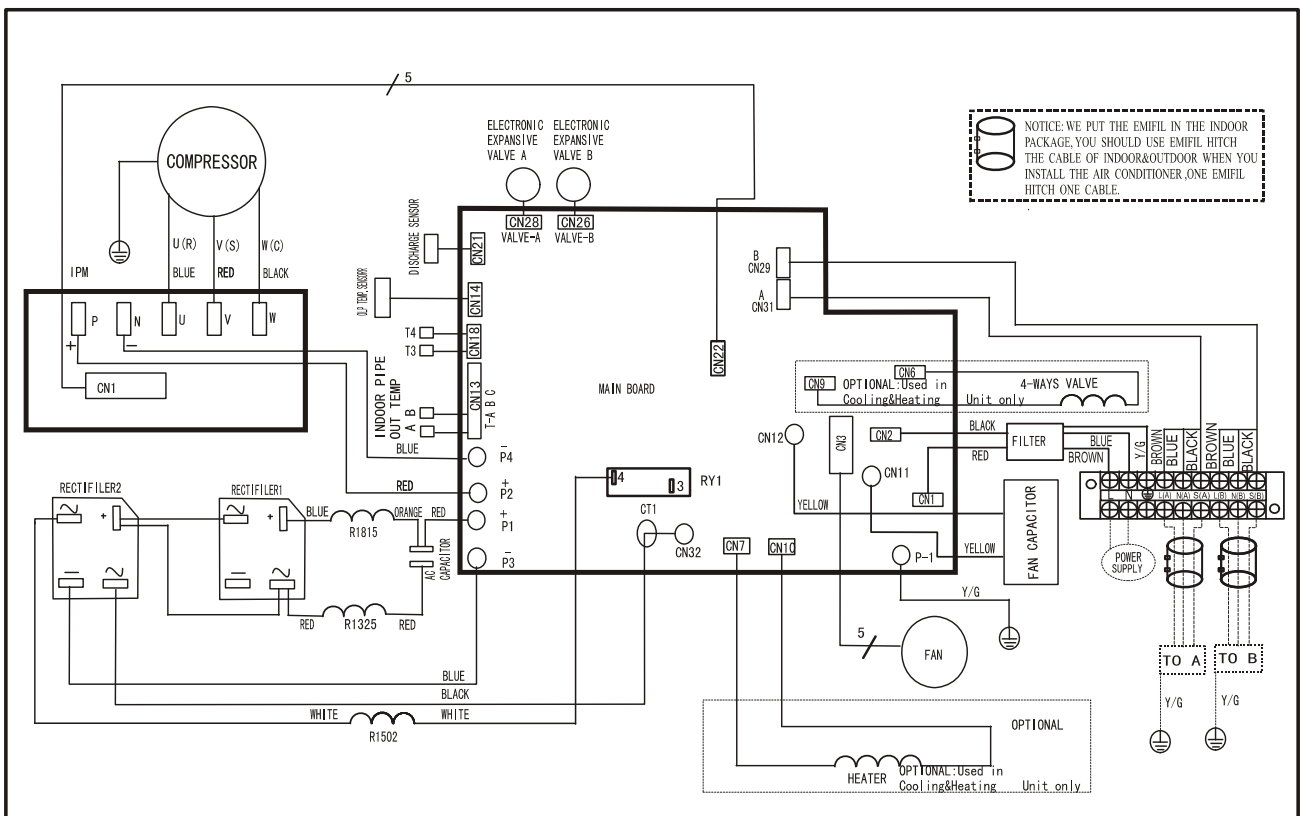 5
NOTICE: WE PUT THE EMIFIL IN THE INDOOR
PACKAGE, YOU SHOULD USE EMIFIL HITCH
THE CABLE OF INDOOR&OUTDOOR WHEN YOU
INSTALL THE AIR CONDITIONER ,ONE EMIFIL
HITCH ONE CABLE.
COMPRESSOR
U(R)
V(S)
W(C)
BLUE
RED
BLACK
IPM
P
N
U
V
W
+
−
CN1
ELECTRONIC
EXPANSIVE
VALVE A
ELECTRONIC
EXPANSIVE
VALVE B
CN28
VALVE-A
CN26
VALVE-B
DISCHARGE SENSOR
CN21
OLP TEMP.SENSORR
CN14
T4
T3
CN18
INDOOR PIPE
OUT TEMP
A B
CN13
T-A B C
BLUE
−
P4
RED
+
P2
+
P1
−
P3
MAIN BOARD
CN22
B
CN29
A
CN31
CN6
CN9
OPTIONAL:Used in
Cooling&Heating Unit only
4-WAYS VALVE
CN12
CN3
CN2
BLACK
RED
FILTER
BLUE
BROWN
CN11
CN1
YELLOW
YELLOW
FAN CAPACITOR
4
3
RY1
CT1
CN32
CN7
CN10
P-1
Y/G
5
FAN
Y/G
BROWN
BLUE
BLACK
BROWN
BLUE
BLACK
L
N
L(A)
N(A)
S(A)
L(B)
N(B)
S(B)
POWER
SUPPLY
TO A
TO B
Y/G
Y/G
RECTIFILER2
+
RECTIFILER1
+
BLUE
R1815
ORANGE
RED
AC
CAPACITOR
RED
R1325
RED
BLUE
BLACK
WHITE
R1502
WHITE
OPTIONAL
HEATER
OPTIONAL:Used in
Cooling&Heating Unit only